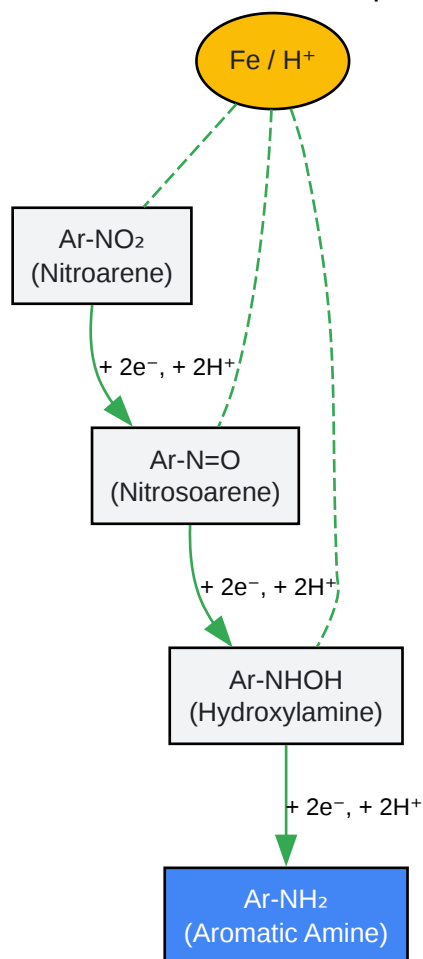 Fe / H⁺
Ar-NO₂
(Nitroarene)
+ 2e⁻, + 2H⁺
Ar-N=O
(Nitrosoarene)
+ 2e⁻, + 2H⁺
Ar-NHOH
(Hydroxylamine)
+ 2e⁻, + 2H⁺
Ar-NH₂
(Aromatic Amine)